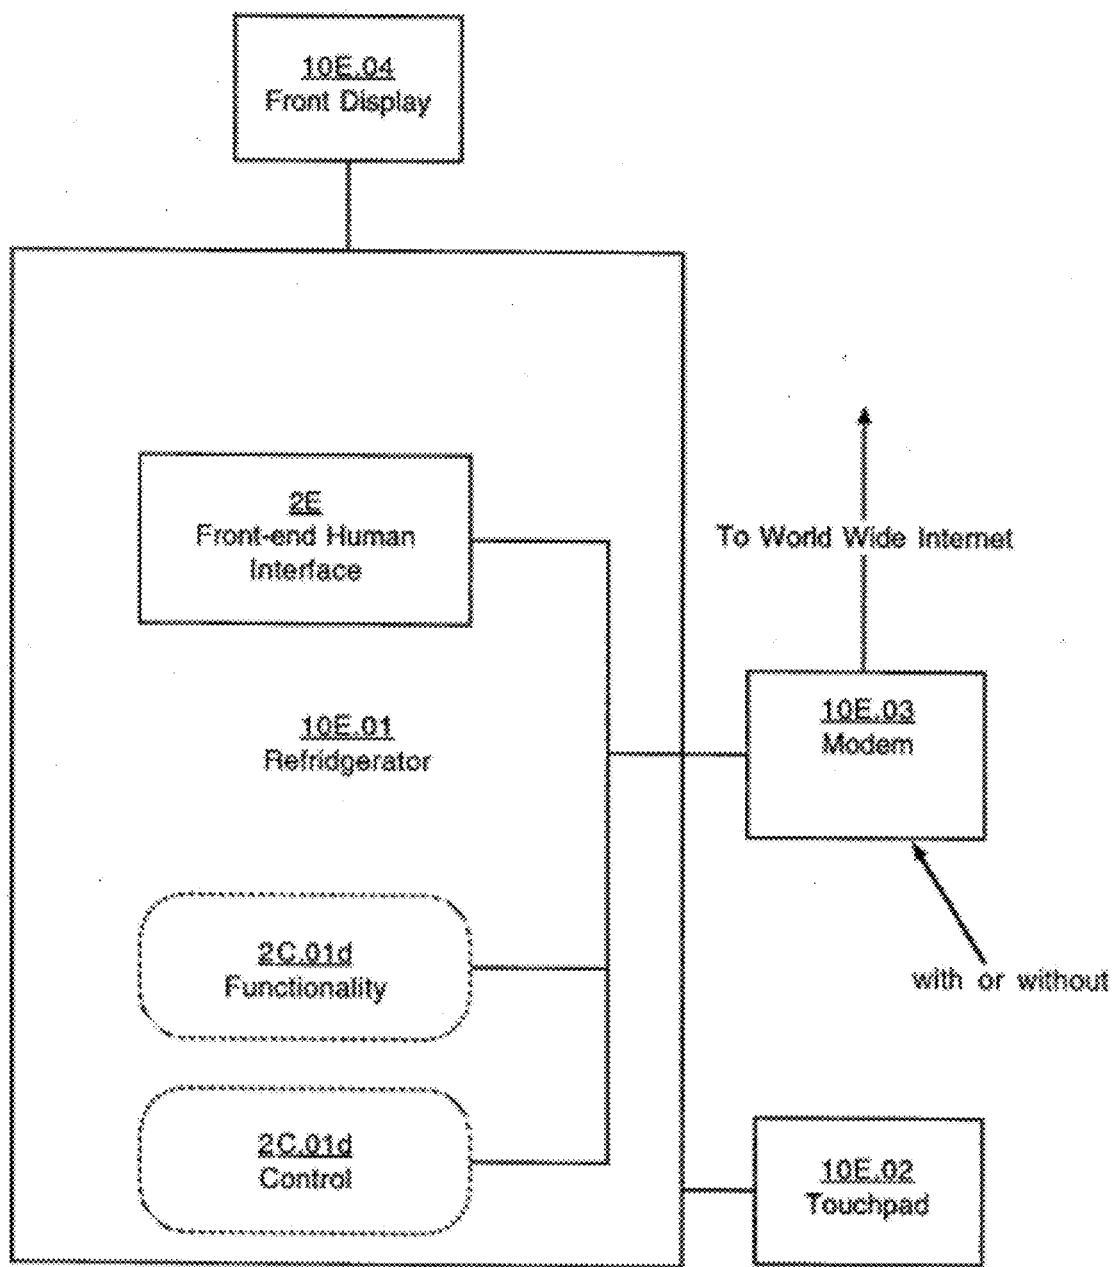 10E.04
Front Display
2E
Front-end Human
Interface
To World Wide Internet
10E.01
Refridgerator
10E.03
Modem
2C.01d
Functionality
with or without
2C.01d
Control
10E.02
Touchpad